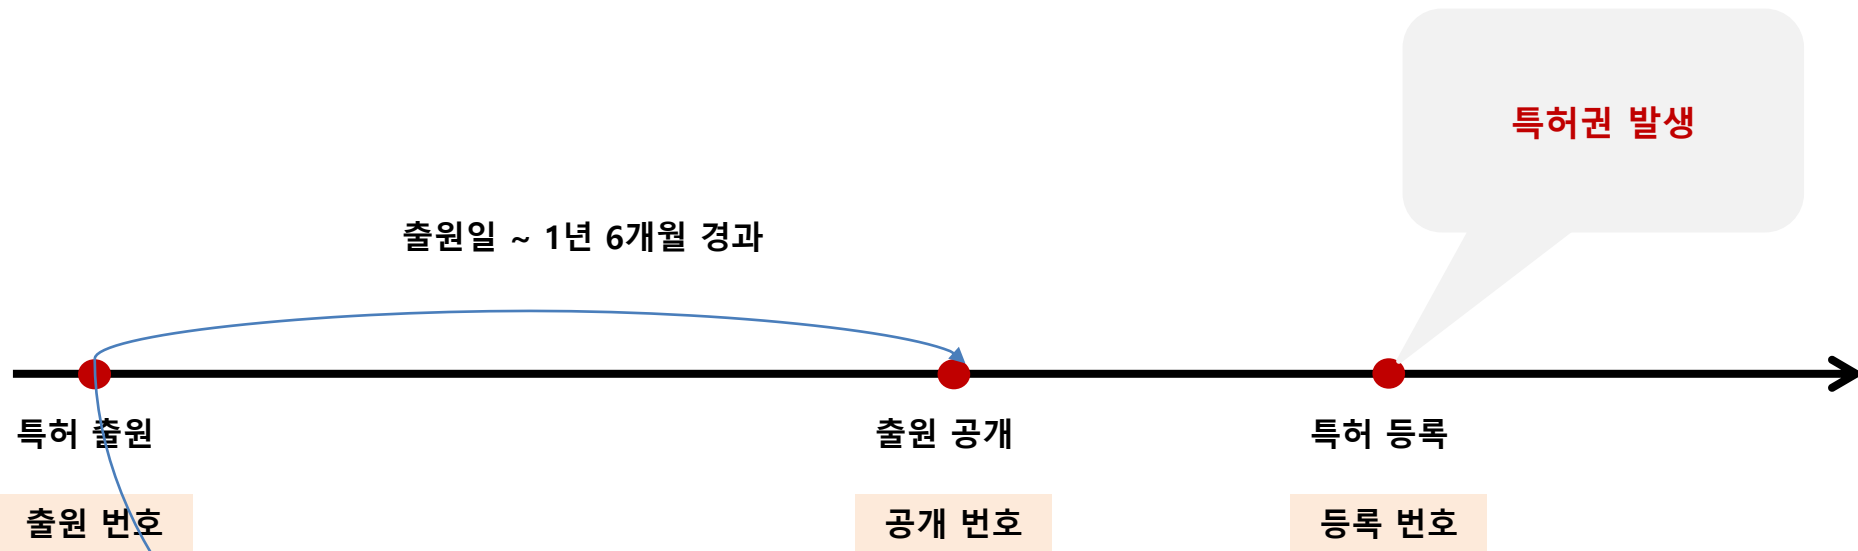 특허권 발생
출원일 ~ 1년 6개월 경과
특허 출원
출원 공개
특허 등록
출원 번호
공개 번호
등록 번호